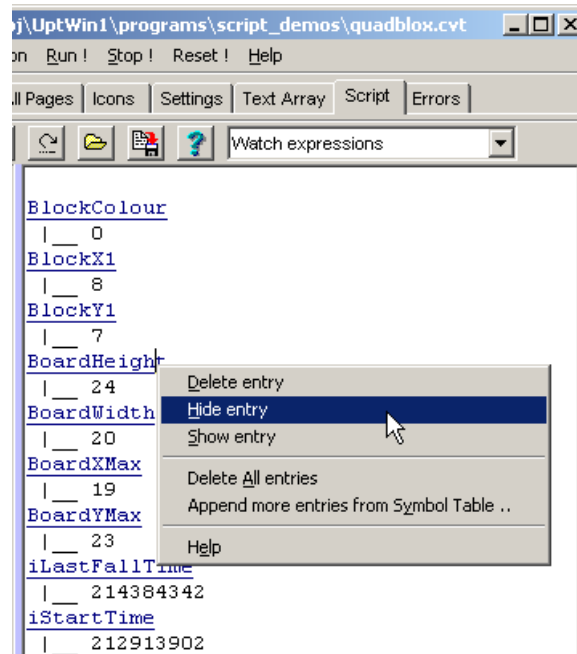 j\UptWin1\programs\script_demos\quadblox.cvt
on Run ! Stop ! Reset ! Help
ll Pages Icons Settings Text Array Script Errors
Watch expressions
BlockColour
|__ 0
BlockX1
|__ 8
BlockY1
|__ 7
BoardHeight
|__ 24
BoardWidth
|__ 20
BoardXMax
|__ 19
BoardYMax
|__ 23
iLastFallTime
|__ 214384342
iStartTime
|__ 212913902
Delete entry
Hide entry
Show entry
Delete All entries
Append more entries from Symbol Table ..
Help